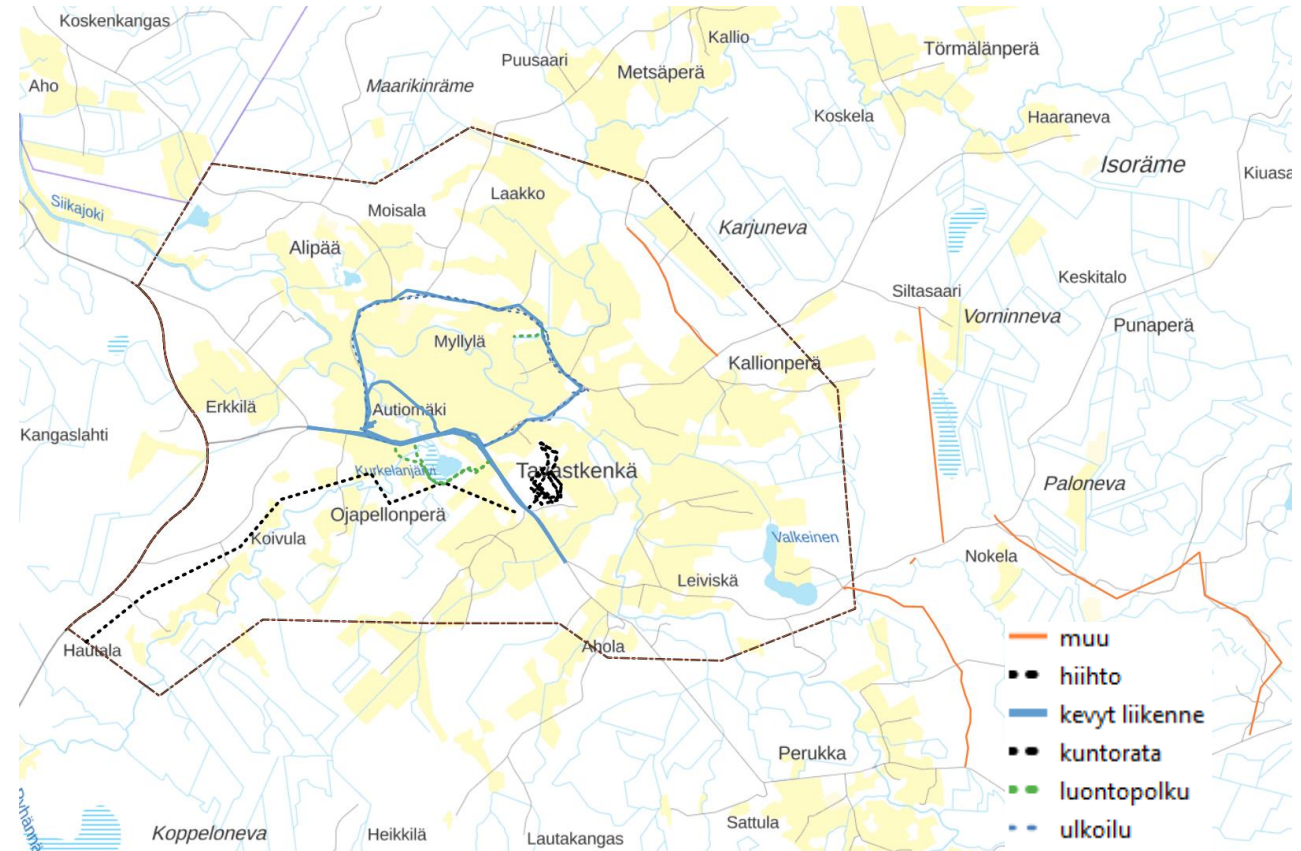 Koskenkangas
Kallio
Törmälänperä
Puusaari
Metsäperä
Aho
Maarikinräme
Koskela
Haaraneva
Isoräme
Kiuasa
Laakko
Siikajoki
Moisala
Karjuneva
Alipää
Keskitalo
Siltasaari
Vorninneva
Punaperä
Myllylä
Kallionperä
Erkkilä
Autiomäki
Kangaslahti
Kurkelanjärvi
Tavastkenkä
Paloneva
Ojapellonperä
Koivula
Valkeinen
Nokela
Leiviskä
Hautala
Ahola
muu
hiihto
kevyt liikenne
kuntorata
luontopolku
ulkoilu
Perukka
Sattula
Koppeloneva
Heikkilä
Lautakangas